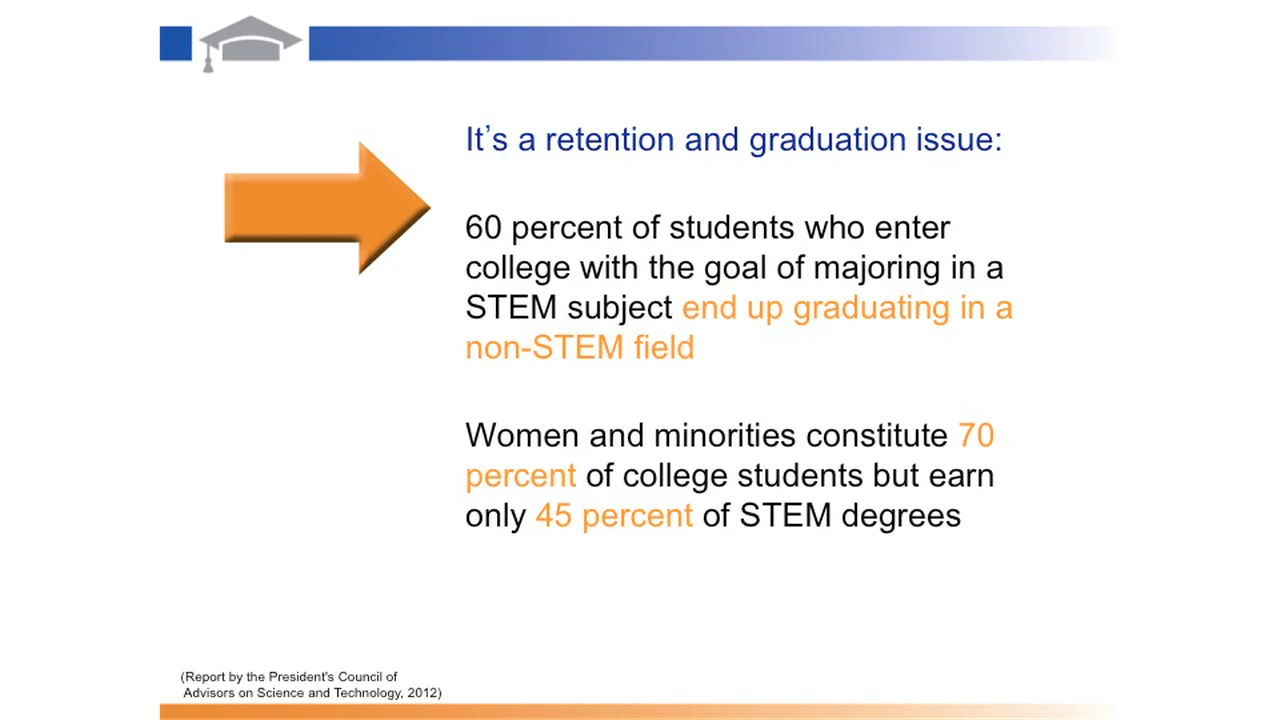 It’s a retention and graduation issue:
60 percent of students who enter
college with the goal of majoring in a
STEM subject end up graduating in a
non-STEM field
Women and minorities constitute 70
percent of college students but earn
only 45 percent of STEM degrees
(Report by the President's Council of
Advisors on Science and Technology, 2012)